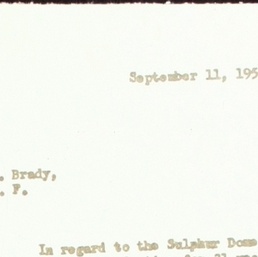 September 11, 195
. Brady,
. F.
In regard to the Sulphur Dome